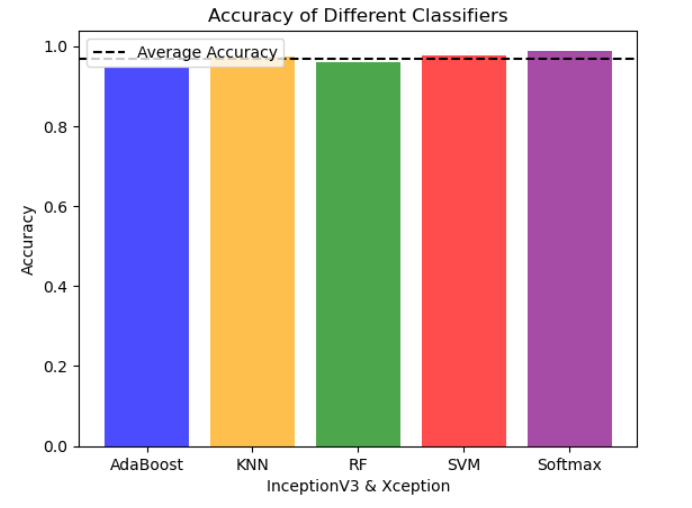 Accuracy of Different Classifiers
Average Accuracy
Accuracy
1.0
0.8
0.6
0.4
0.2
0.0
AdaBoost KNN RF SVM Softmax
InceptionV3 & Xception